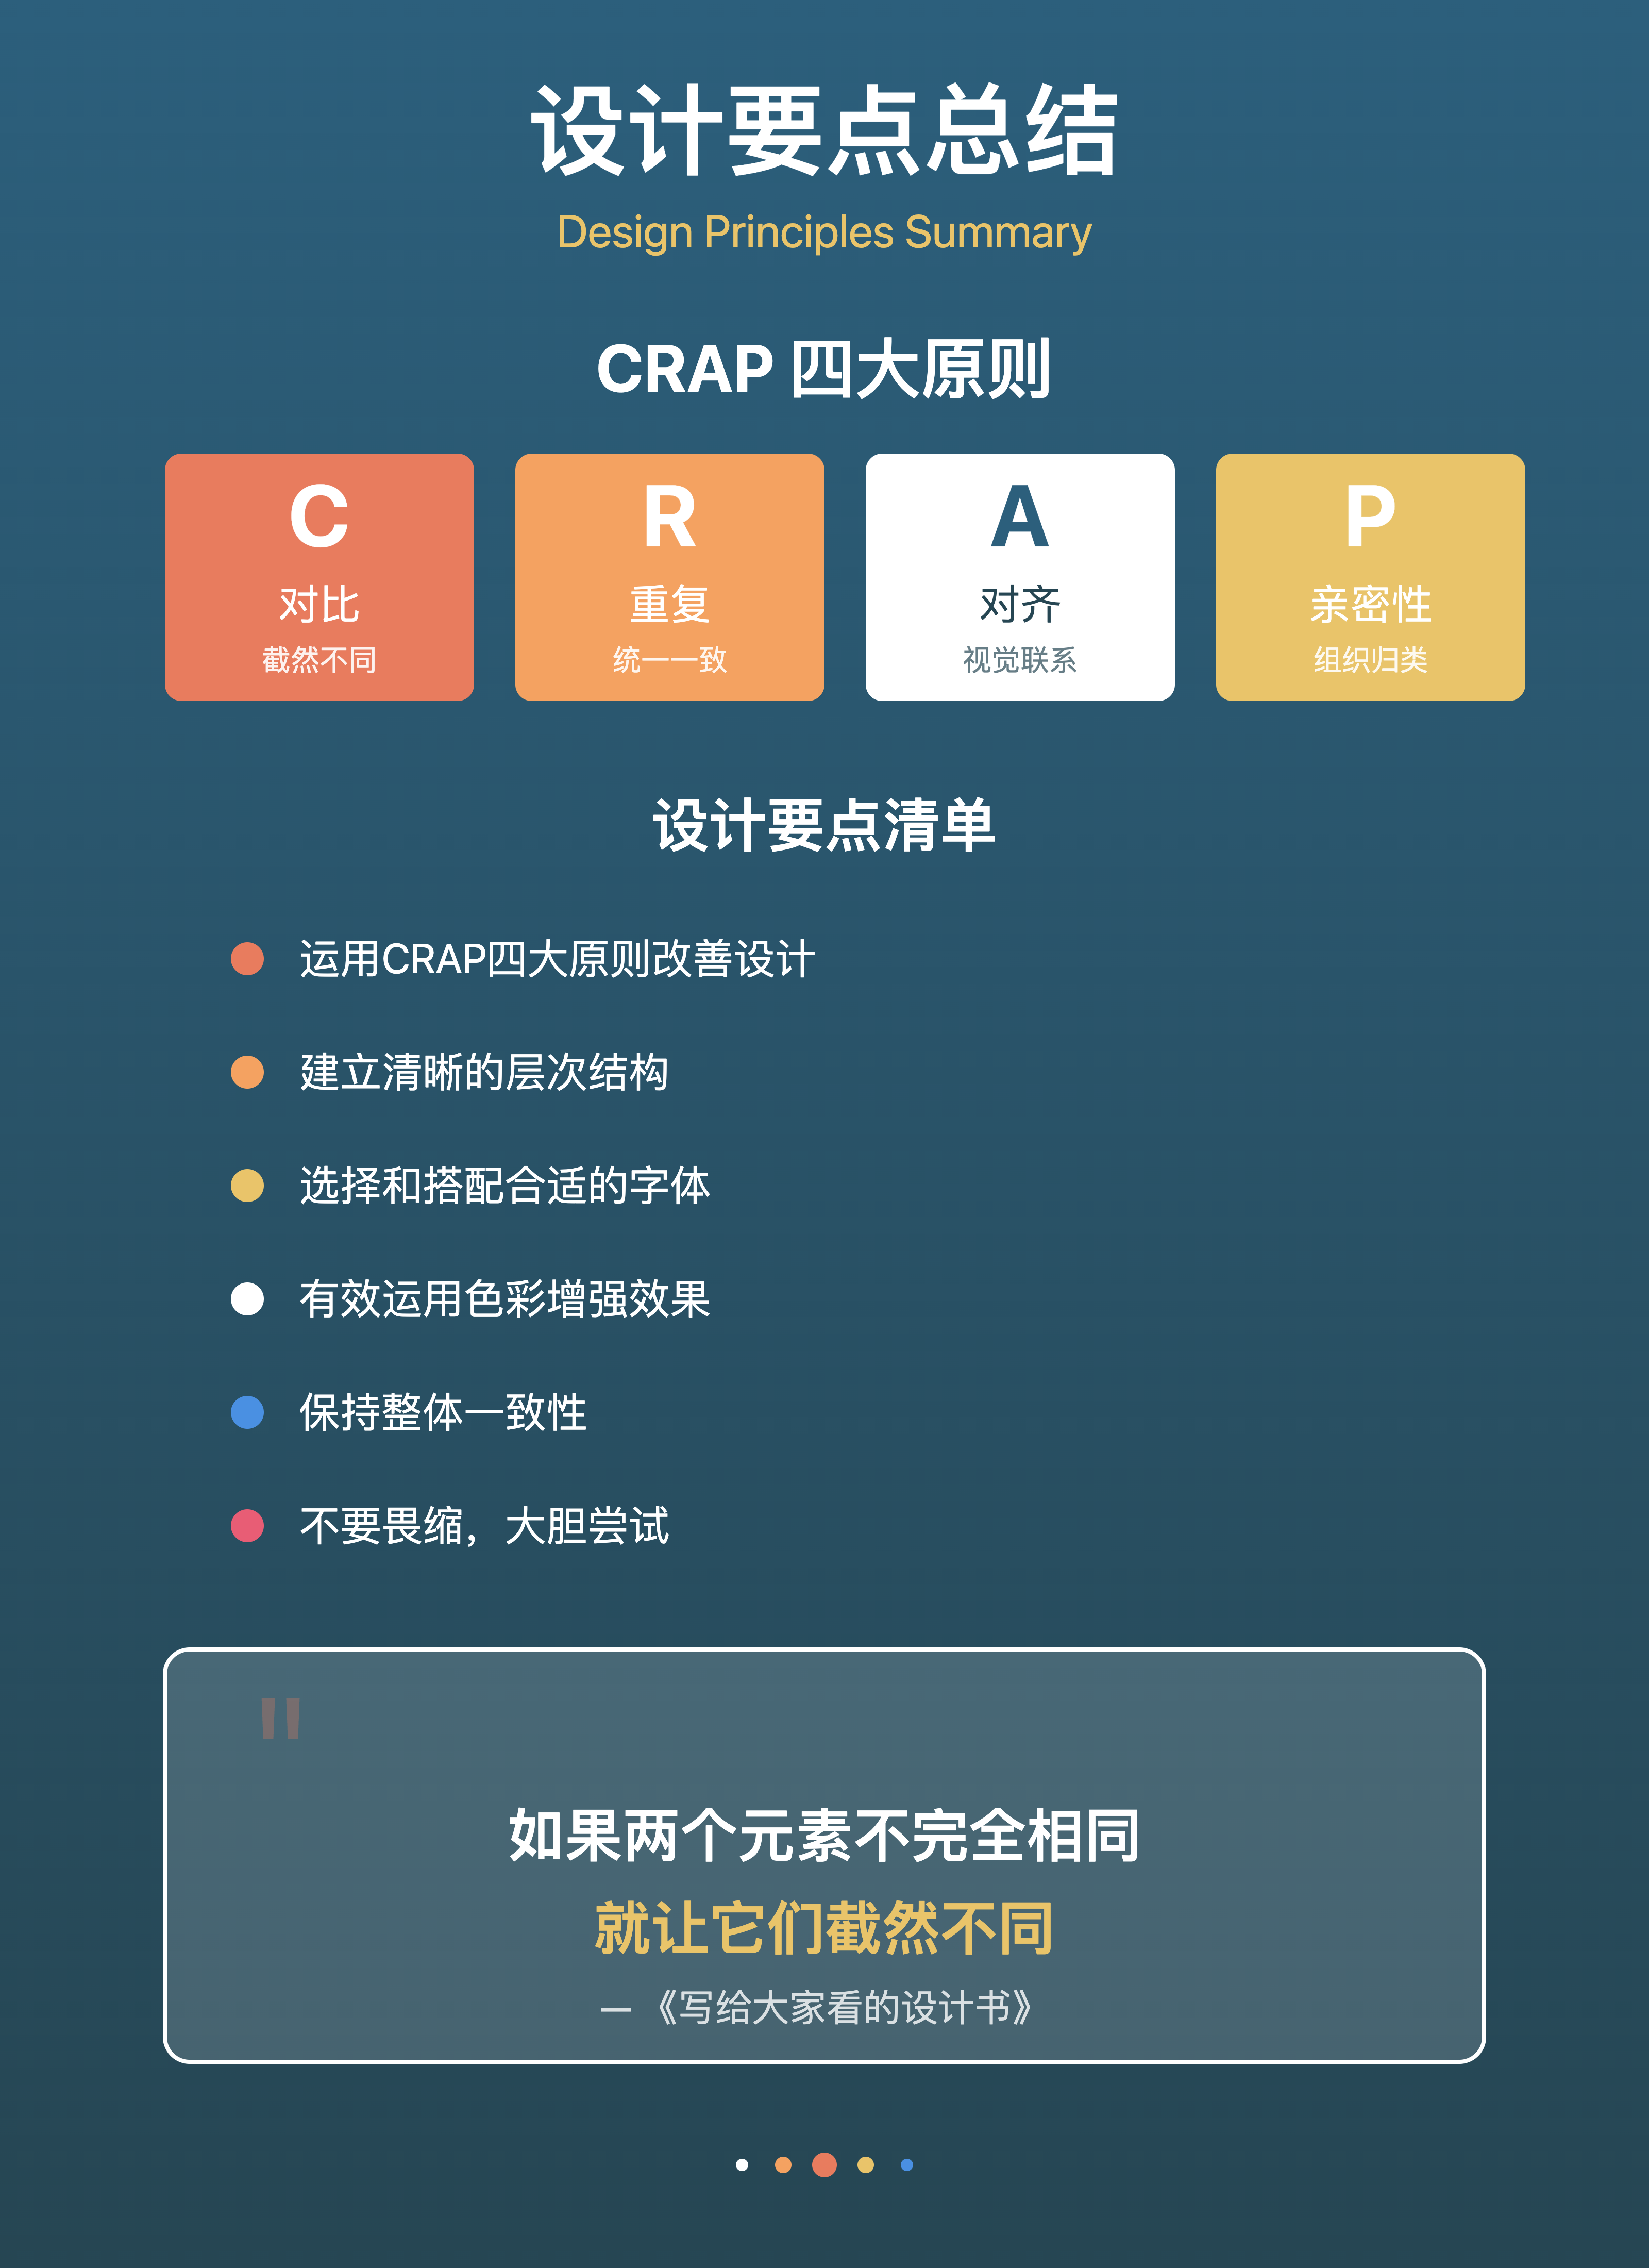 设计要点总结
Design Principles Summary
CRAP 四大原则
C
对比
截然不同
R
重复
统一一致
A
对齐
视觉联系
P
亲密性
组织归类
设计要点清单
运用CRAP四大原则改善设计
建立清晰的层次结构
选择和搭配合适的字体
有效运用色彩增强效果
保持整体一致性
不要畏缩，大胆尝试
"
如果两个元素不完全相同
就让它们截然不同
— 《写给大家看的设计书》